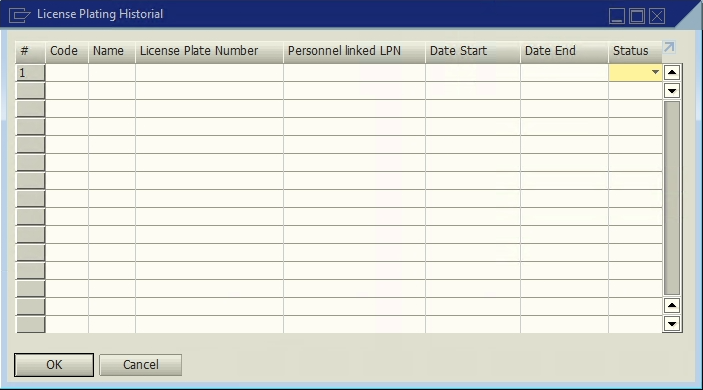 License Plating Historial
# Code Name License Plate Number Personnel linked LPN Date Start Date End Status
1
OK Cancel